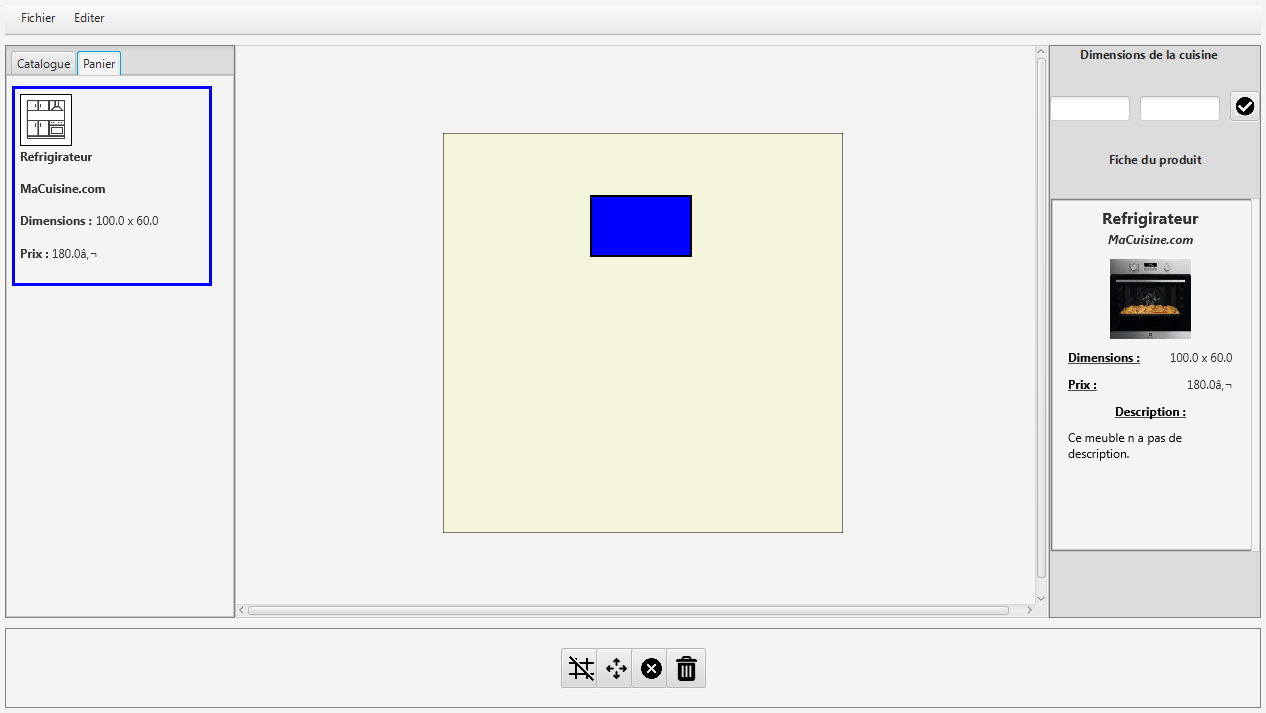 Fichier Editer
Catalogue Panier
Refrigirateur
MaCuisine.com
Dimensions : 100.0 x 60.0
Prix : 180.0â‚¬
Dimensions de la cuisine
Fiche du produit
Refrigirateur
MaCuisine.com
Dimensions : 100.0 x 60.0
Prix : 180.0â‚¬
Description :
Ce meuble n a pas de
description.